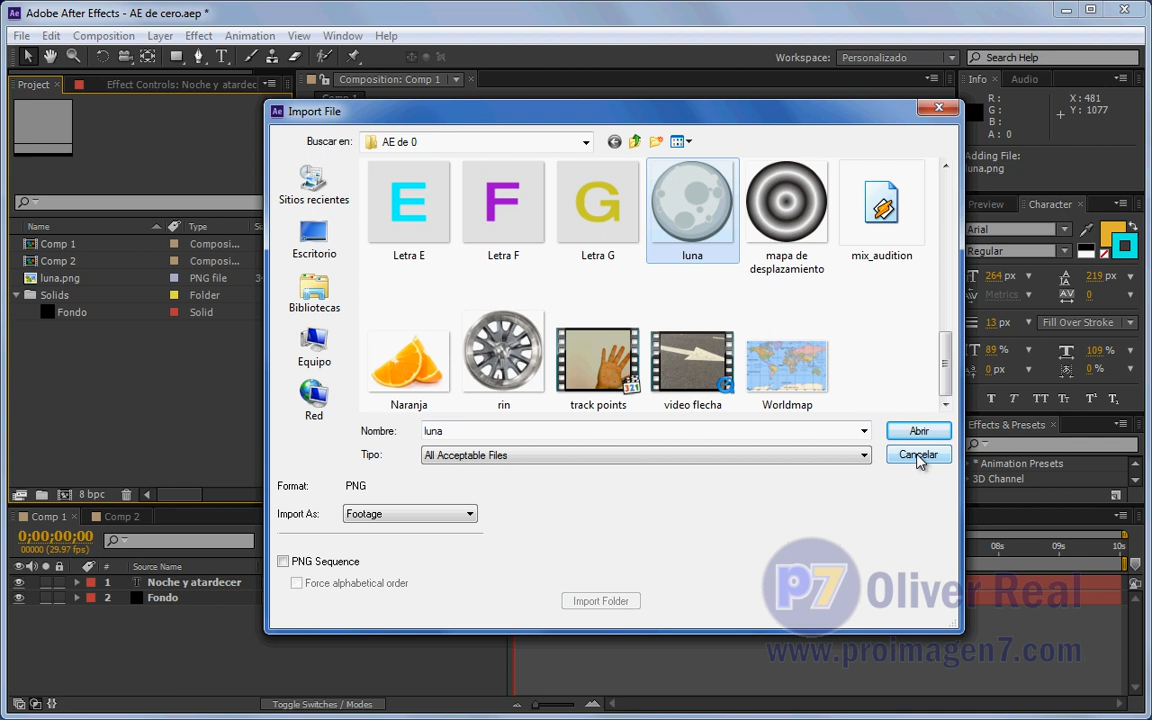 Adobe After Effects - AE de cero.aep *
File Edit Composition Layer Effect Animation View Window Help
Workspace: Personalizado Search Help
Project Effect Controls: Noche y atardec Composition: Comp 1 Info Audio
Comp 1
R: X: 481
G: Y: 1077
B:
A: 0
Adding File:
luna.png
Preview Character
Arial
Regular
264 px 219 px
Metrics 0
13 px Fill Over Stroke
89 % 109 %
0 px 0 %
T T TT Tt T¹ T₁
Effects & Presets
* Animation Presets
3D Channel
Name Type
Comp 1 Composi...
Comp 2 Composi...
luna.png PNG file
Solids Folder
Fondo Solid
8 bpc
Import File
Buscar en: AE de 0
Sitios recientes
Escritorio
Bibliotecas
Equipo
Red
E F G
Letra E Letra F Letra G luna mapa de desplazamiento mix_audition
321
Naranja rin track points video flecha Worldmap
Nombre: luna Abrir
Tipo: All Acceptable Files Cancelar
Format: PNG
Import As: Footage
PNG Sequence
Force alphabetical order
Import Folder
Comp 1 Comp 2
0;00;00;00
00000 (29.97 fps)
# Source Name
1 T Noche y atardecer
2 Fondo
08s 09s 10s
Toggle Switches / Modes
P7 Oliver Real
www.proimagen7.com